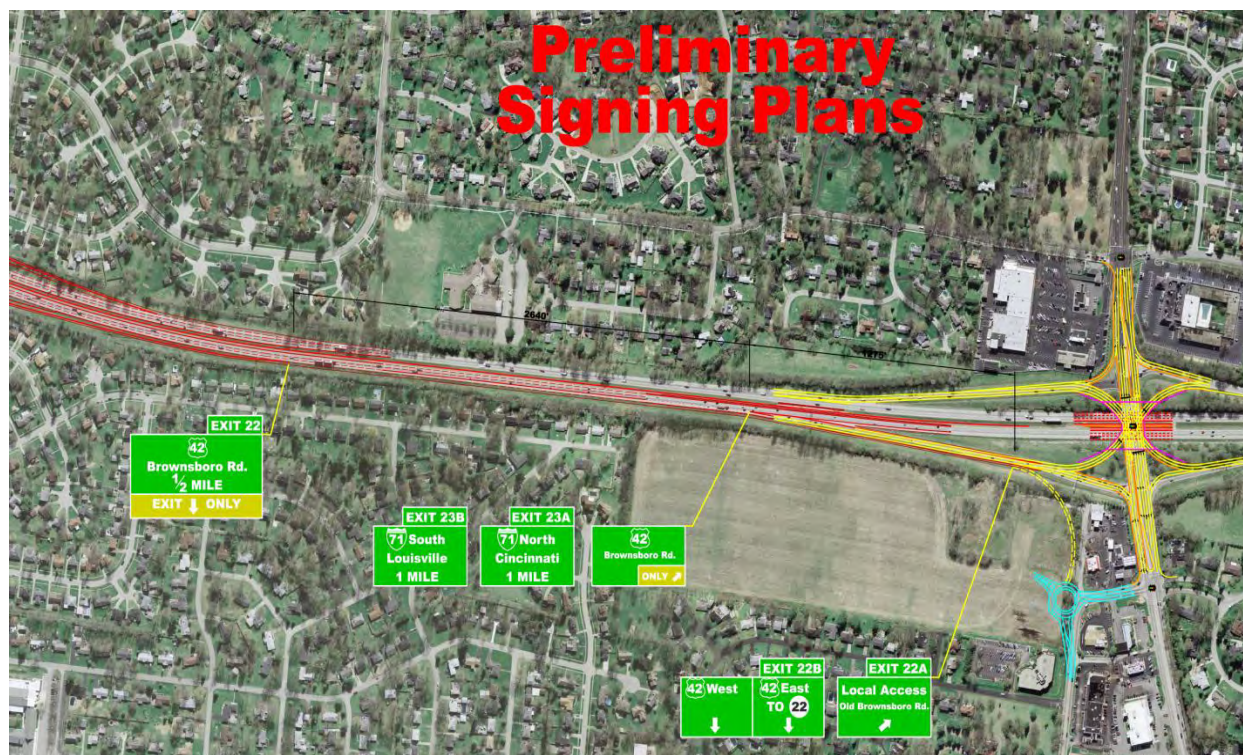 Preliminary
Signing Plans
2640'
EXIT 22
42
Brownsboro Rd.
½ MILE
EXIT ONLY
EXIT 23B
71 South
Louisville
1 MILE
EXIT 23A
71 North
Cincinnati
1 MILE
42
Brownsboro Rd.
ONLY
42 West
EXIT 22B
42 East
TO 22
EXIT 22A
Local Access
Old Brownsboro Rd.